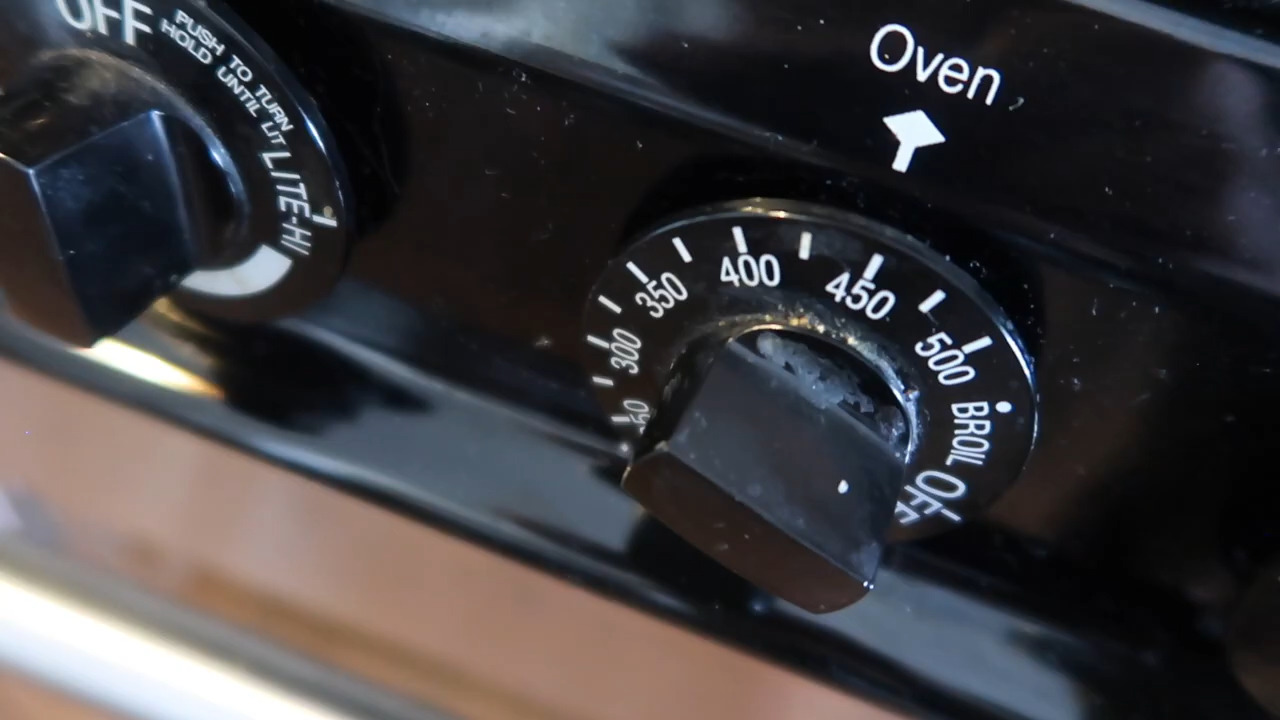 OFF
PUSH TO TURN
HOLD UNTIL LIT
LITE-HI
Oven
300
350
400
450
500
BROIL
OFF